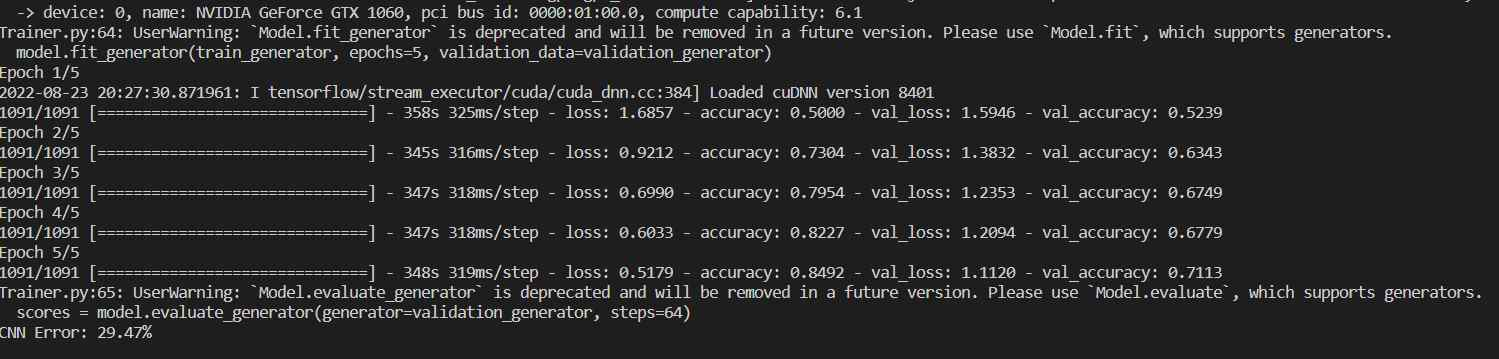 -> device: 0, name: NVIDIA GeForce GTX 1060, pci bus id: 0000:01:00.0, compute capability: 6.1
Trainer.py:64: UserWarning: `Model.fit_generator` is deprecated and will be removed in a future version. Please use `Model.fit`, which supports generators.
model.fit_generator(train_generator, epochs=5, validation_data=validation_generator)
Epoch 1/5
2022-08-23 20:27:30.871961: I tensorflow/stream_executor/cuda/cuda_dnn.cc:384] Loaded cuDNN version 8401
1091/1091 [==============================] - 358s 325ms/step - loss: 1.6857 - accuracy: 0.5000 - val_loss: 1.5946 - val_accuracy: 0.5239
Epoch 2/5
1091/1091 [==============================] - 345s 316ms/step - loss: 0.9212 - accuracy: 0.7304 - val_loss: 1.3832 - val_accuracy: 0.6343
Epoch 3/5
1091/1091 [==============================] - 347s 318ms/step - loss: 0.6990 - accuracy: 0.7954 - val_loss: 1.2353 - val_accuracy: 0.6749
Epoch 4/5
1091/1091 [==============================] - 347s 318ms/step - loss: 0.6033 - accuracy: 0.8227 - val_loss: 1.2094 - val_accuracy: 0.6779
Epoch 5/5
1091/1091 [==============================] - 348s 319ms/step - loss: 0.5179 - accuracy: 0.8492 - val_loss: 1.1120 - val_accuracy: 0.7113
Trainer.py:65: UserWarning: `Model.evaluate_generator` is deprecated and will be removed in a future version. Please use `Model.evaluate`, which supports generators.
scores = model.evaluate_generator(generator=validation_generator, steps=64)
CNN Error: 29.47%